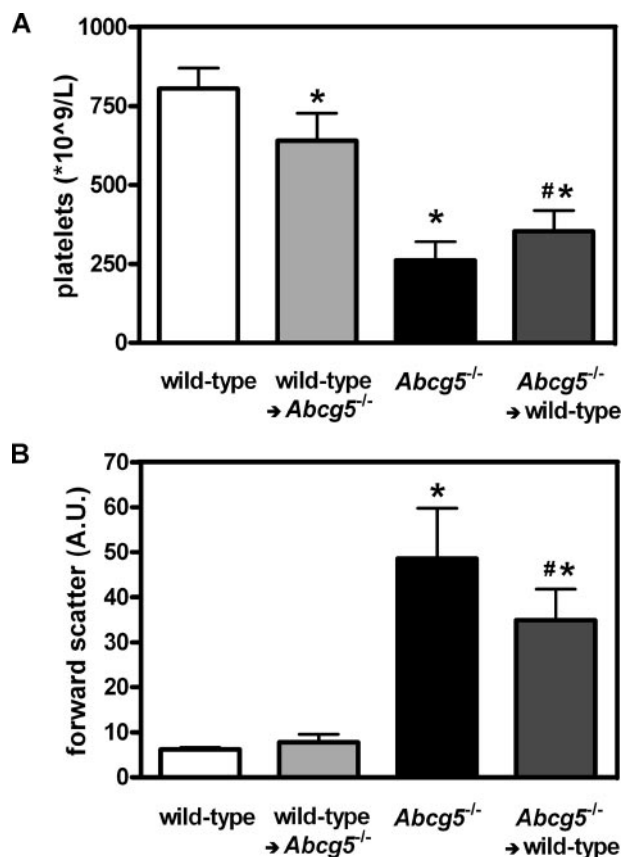 A
platelets (*10^9/L)
1000
750
500
250
0
*
*
#*
wild-type
wild-type
➔ Abcg5-/-
Abcg5-/-
Abcg5-/-
➔ wild-type
B
forward scatter (A.U.)
70
60
50
40
30
20
10
0
*
#*
wild-type
wild-type
➔ Abcg5-/-
Abcg5-/-
Abcg5-/-
➔ wild-type